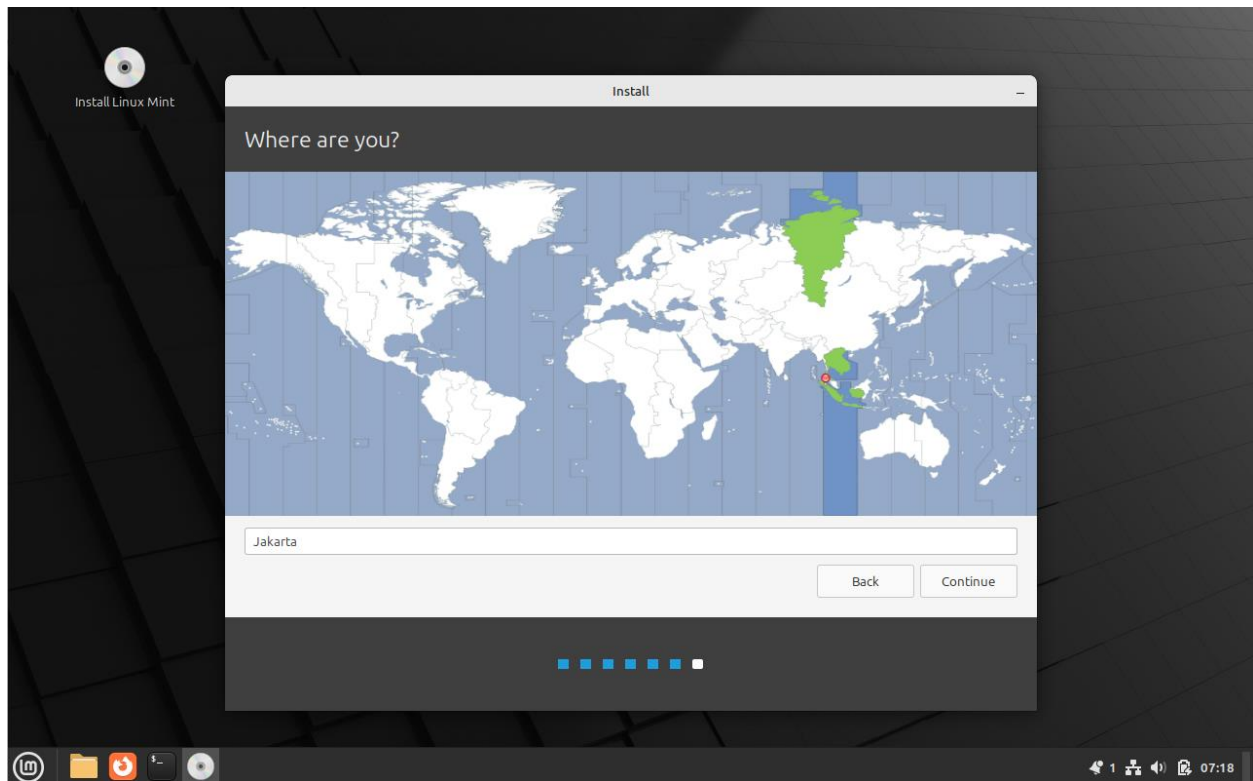 Install Linux Mint
Install
Where are you?
Jakarta
Back
Continue
$_
1
07:18